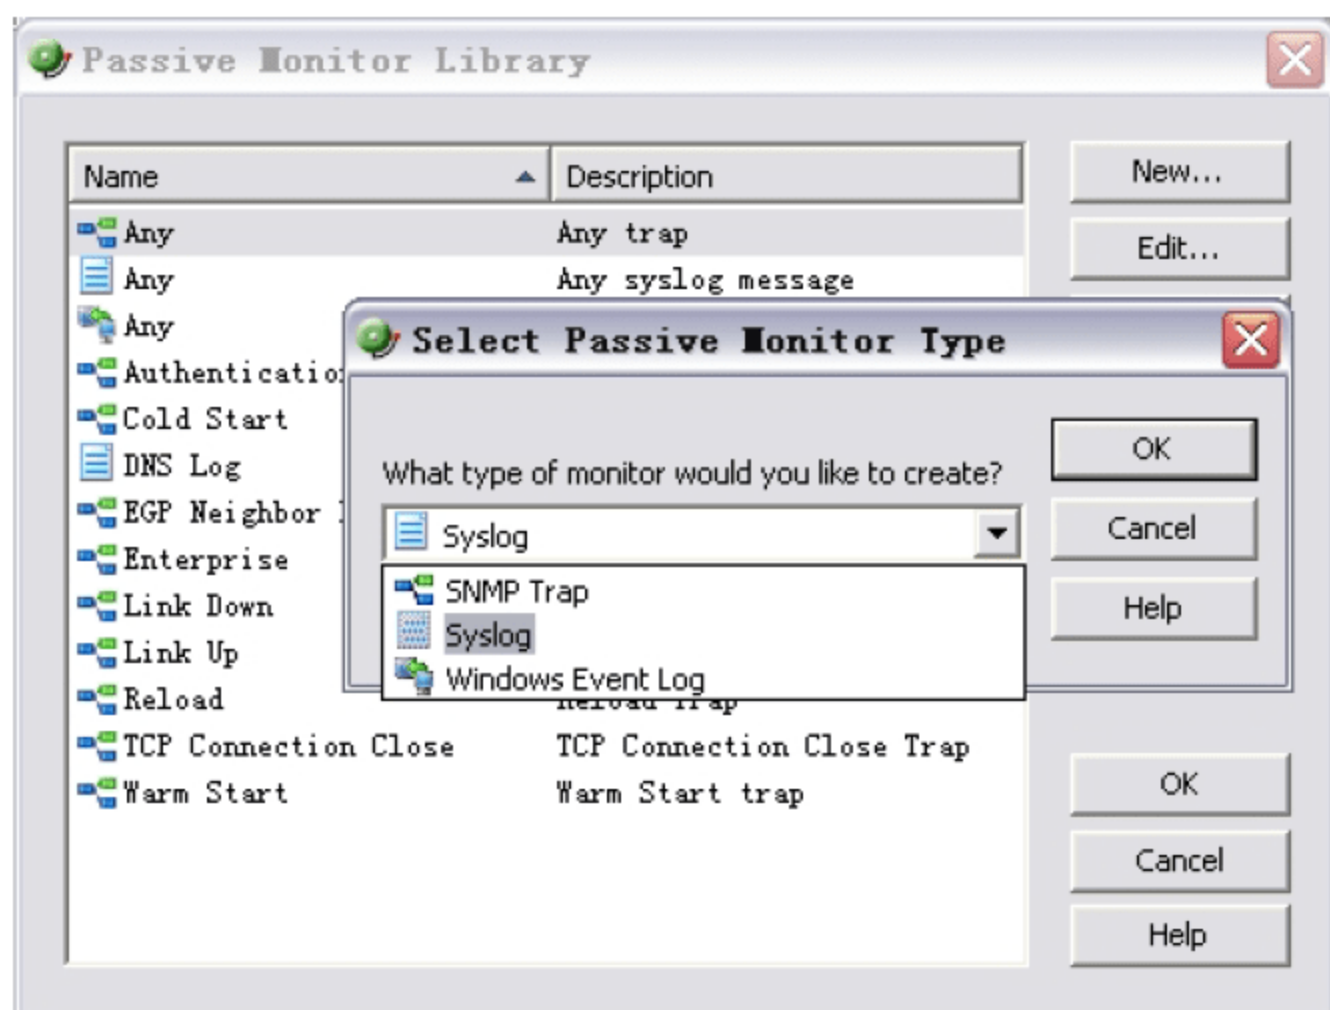 Passive Monitor Library
Name Description
New...
Any Any trap
Edit...
Any Any syslog message
Any
Select Passive Monitor Type
Authenticatio
Cold Start
OK
DNS Log
What type of monitor would you like to create?
EGP Neighbor
Cancel
Syslog
Enterprise
SNMP Trap
Link Down
Help
Syslog
Link Up
Windows Event Log
Reload Reload Trap
TCP Connection Close TCP Connection Close Trap
Warm Start Warm Start trap
OK
Cancel
Help